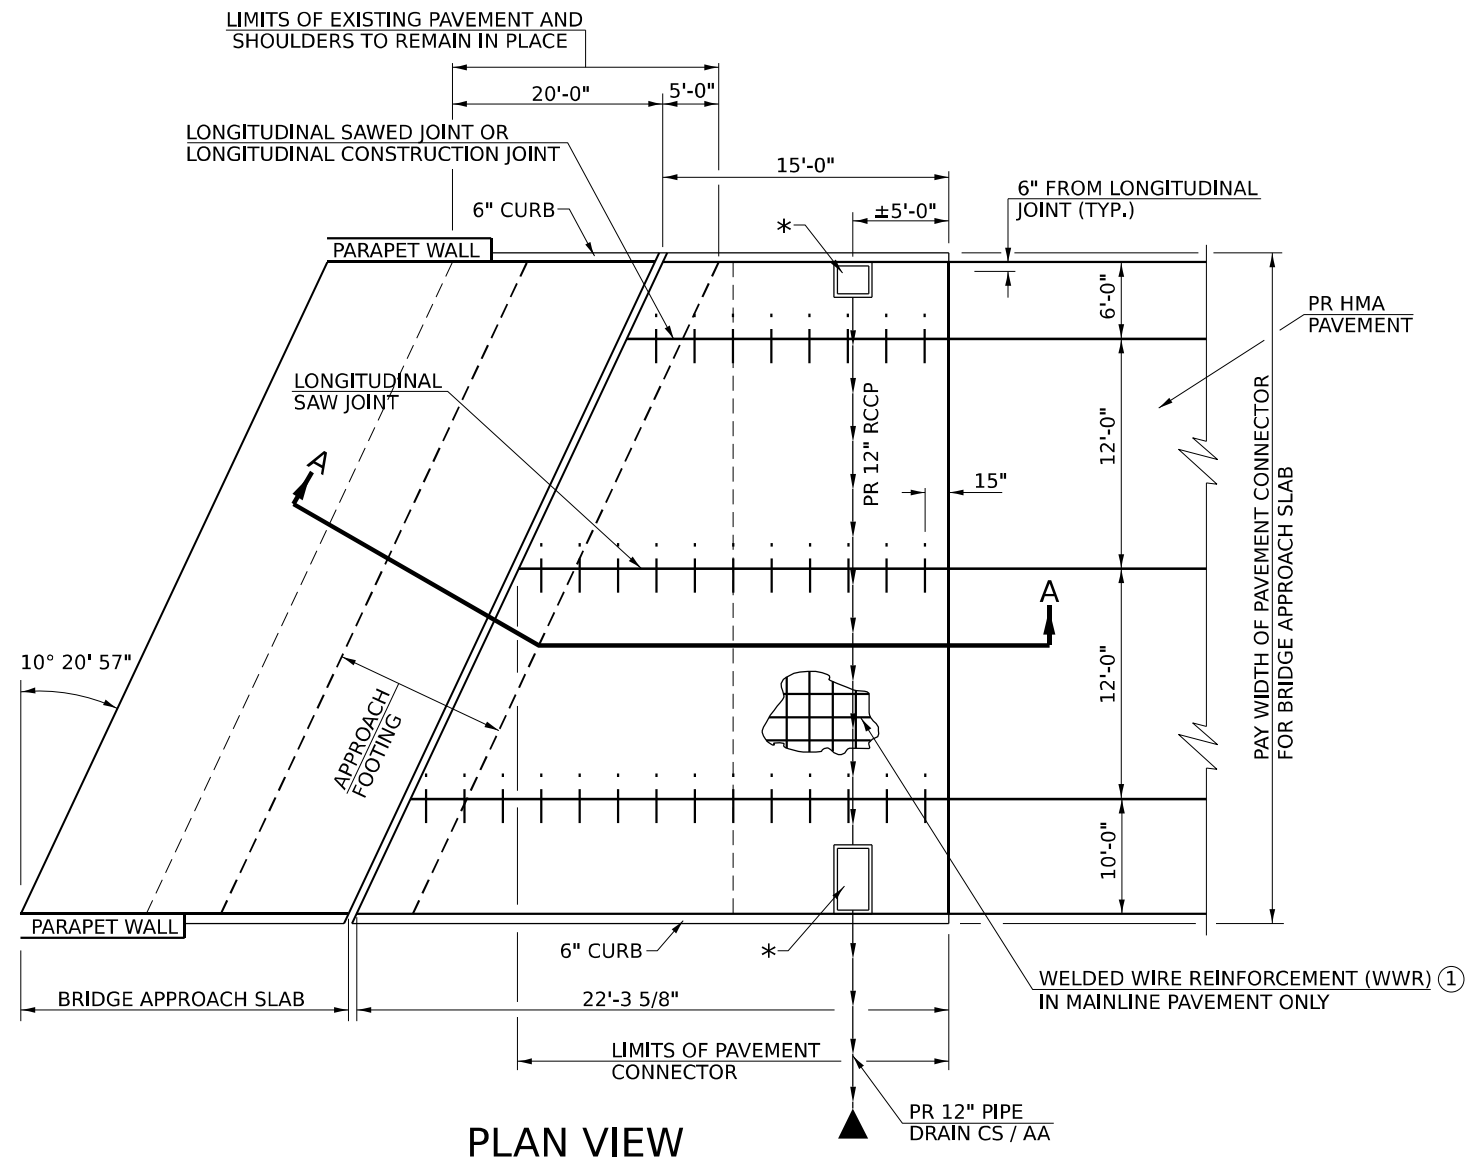 LIMITS OF EXISTING PAVEMENT AND
SHOULDERS TO REMAIN IN PLACE
20'-0"
5'-0"
LONGITUDINAL SAWED JOINT OR
LONGITUDINAL CONSTRUCTION JOINT
15'-0"
6" FROM LONGITUDINAL
JOINT (TYP.)
6" CURB
*
±5'-0"
PARAPET WALL
6'-0"
PR HMA
PAVEMENT
LONGITUDINAL
SAW JOINT
PR 12" RCCP
12'-0"
PAY WIDTH OF PAVEMENT CONNECTOR
FOR BRIDGE APPROACH SLAB
A
15"
A
10° 20' 57"
12'-0"
APPROACH
FOOTING
10'-0"
PARAPET WALL
6" CURB
*
WELDED WIRE REINFORCEMENT (WWR) ①
IN MAINLINE PAVEMENT ONLY
BRIDGE APPROACH SLAB
22'-3 5/8"
LIMITS OF PAVEMENT
CONNECTOR
PR 12" PIPE
DRAIN CS / AA
PLAN VIEW